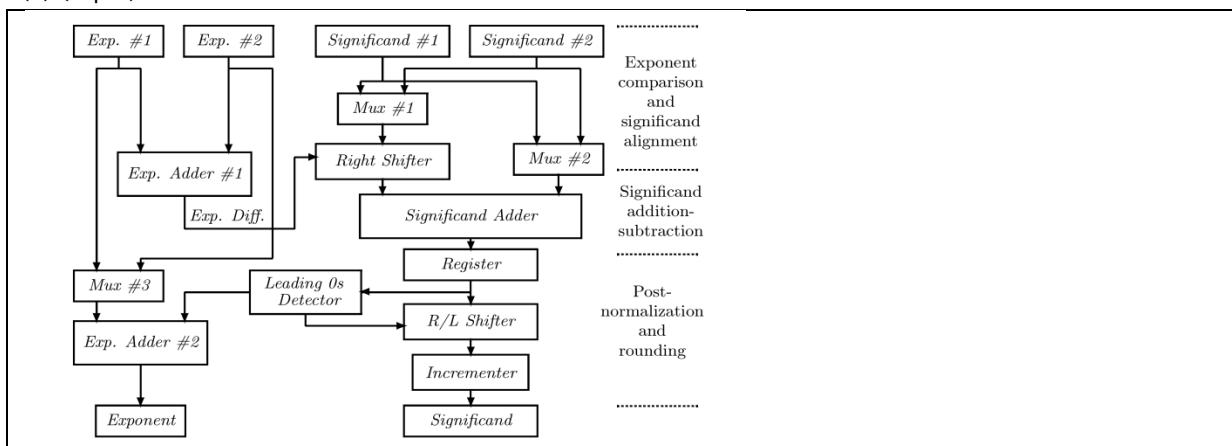 Exp. #1
Exp. #2
Significand #1
Significand #2
Exponent
comparison
and
significand
alignment
Mux #1
Right Shifter
Mux #2
Exp. Adder #1
Exp. Diff.
Significand Adder
Significand
addition-
subtraction
Register
Mux #3
Leading 0s
Detector
R/L Shifter
Post-
normalization
and
rounding
Exp. Adder #2
Incrementer
Exponent
Significand